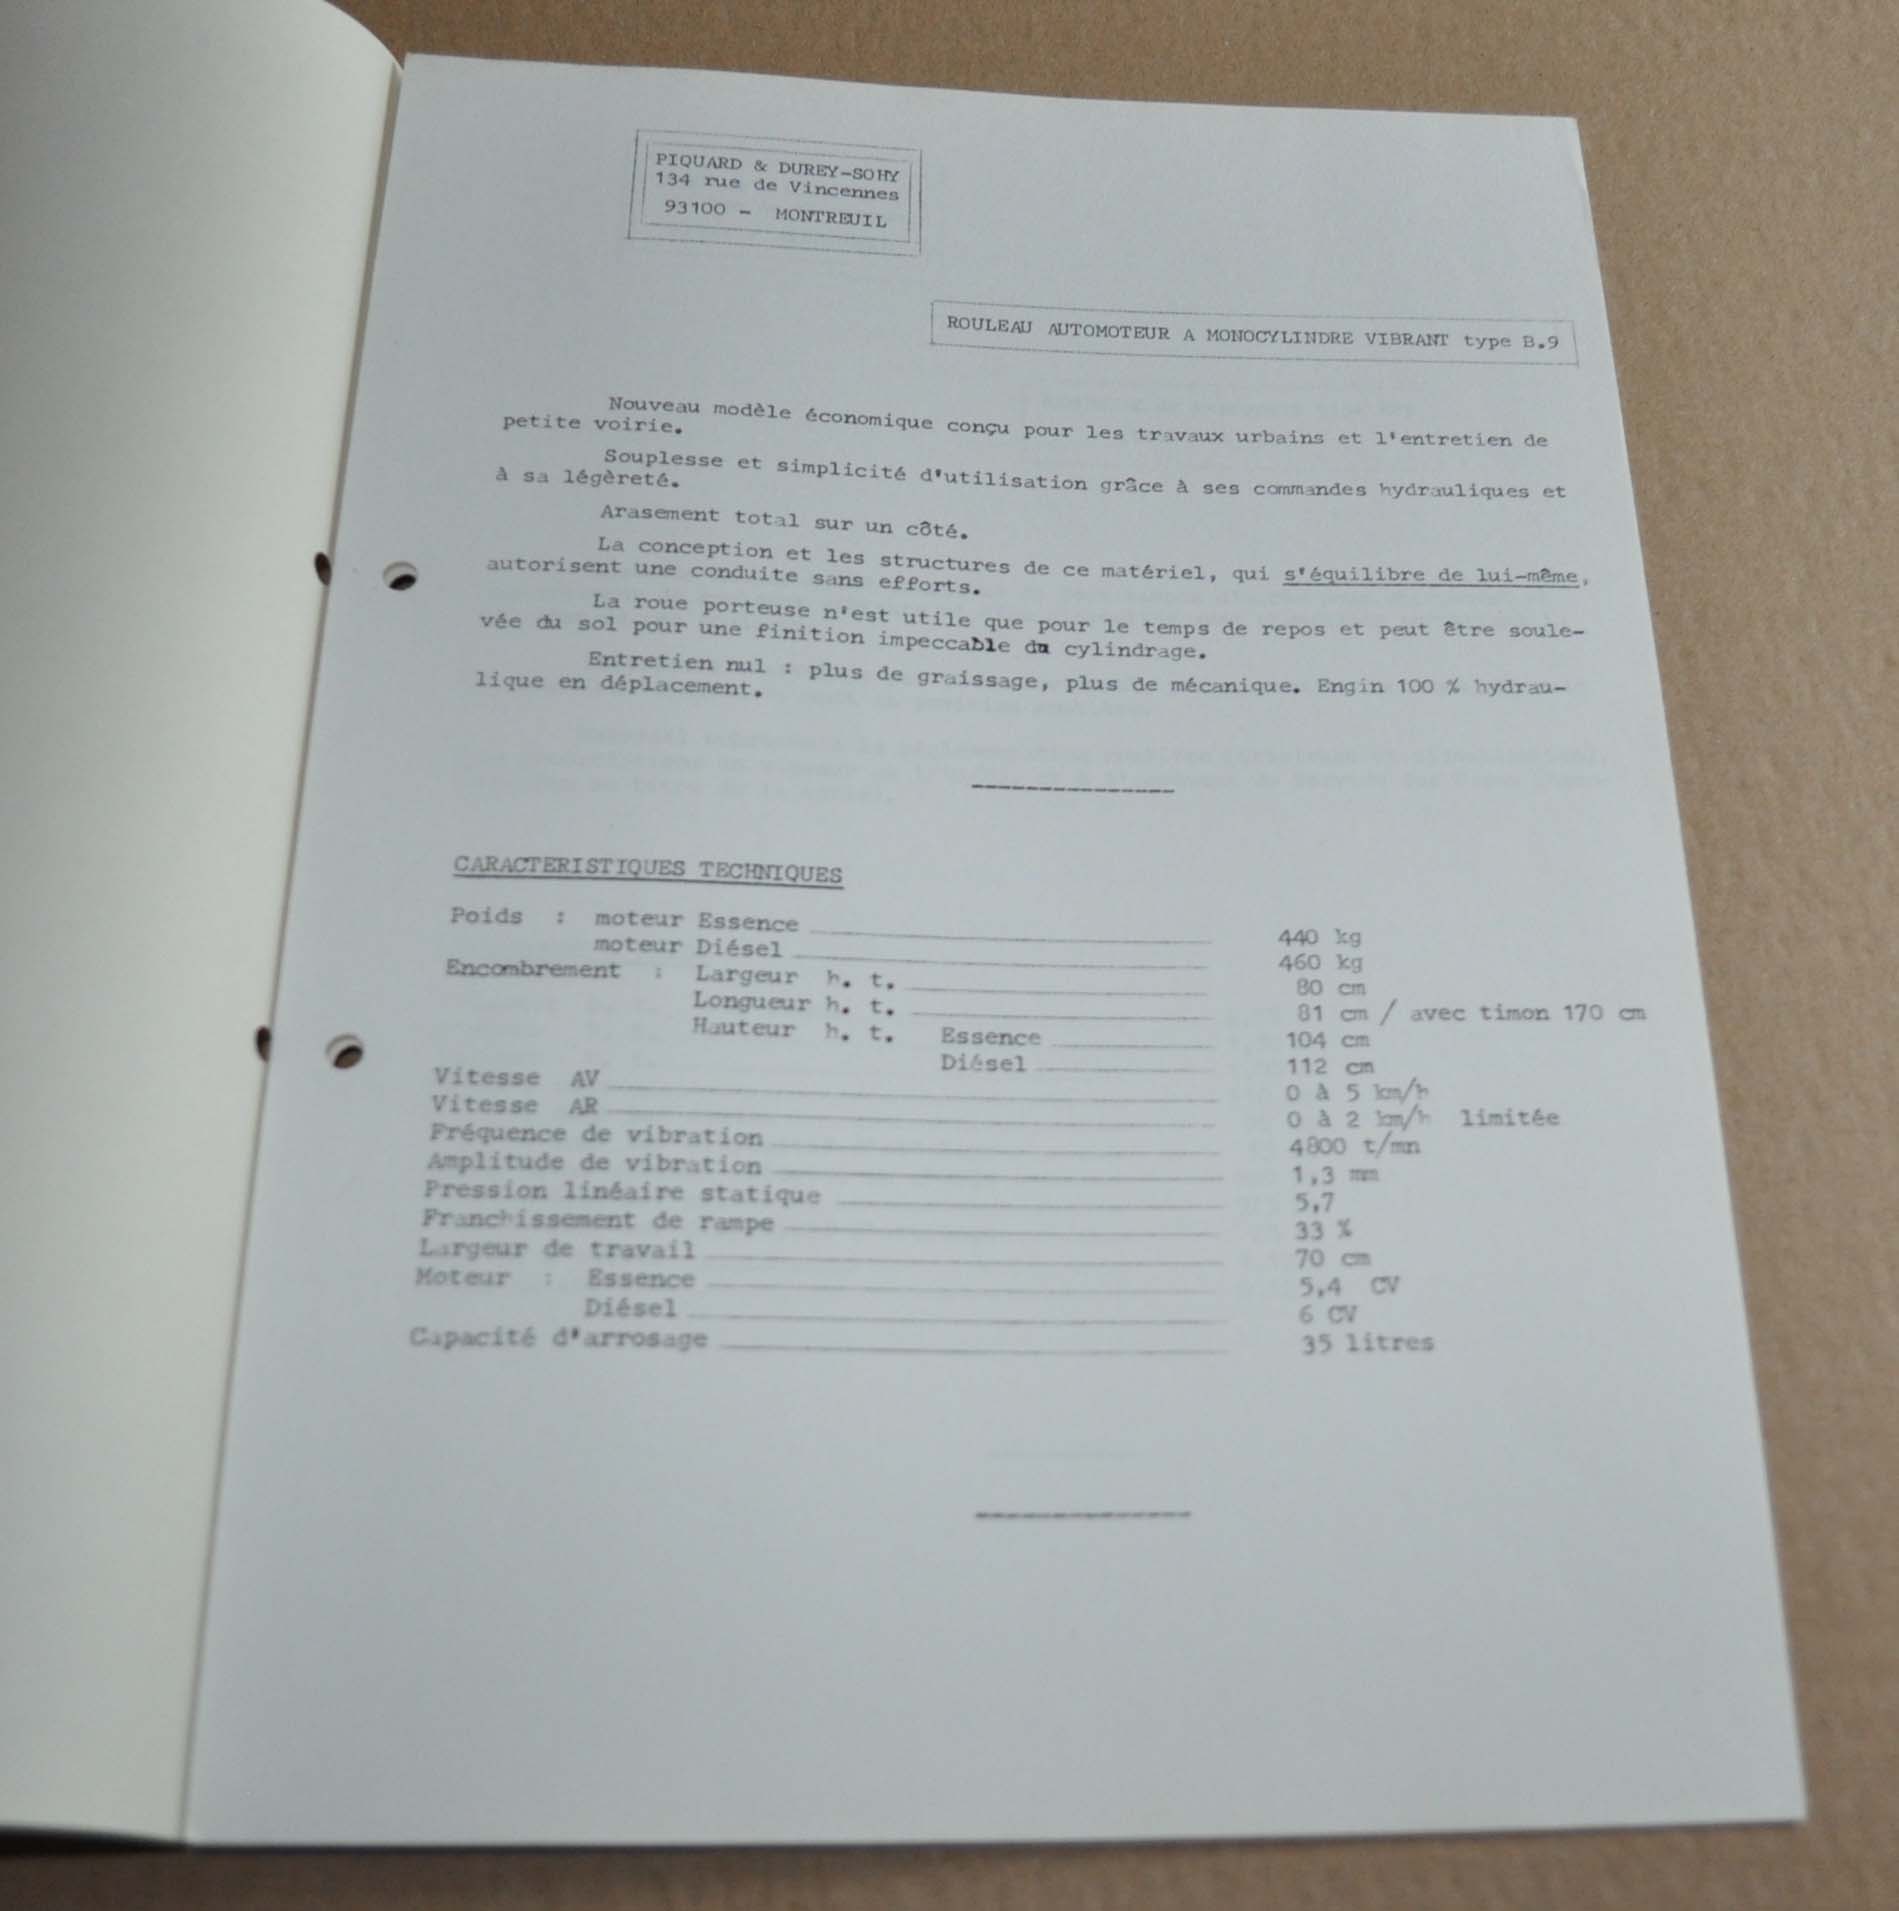 PIQUARD & DUREY-SOHY
134 rue de Vincennes
93100 - MONTREUIL
ROULEAU AUTOMOTEUR A MONOCYLINDRE VIBRANT type B.9
Nouveau modèle économique conçu pour les travaux urbains et l'entretien de
petite voirie.
Souplesse et simplicité d'utilisation grâce à ses commandes hydrauliques et
à sa légèreté.
Arasement total sur un côté.
La conception et les structures de ce matériel, qui s'équilibre de lui-même,
autorisent une conduite sans efforts.
La roue porteuse n'est utile que pour le temps de repos et peut être soule-
vée du sol pour une finition impeccable du cylindrage.
Entretien nul : plus de graissage, plus de mécanique. Engin 100 % hydrau-
lique en déplacement.
CARACTERISTIQUES TECHNIQUES
Poids : moteur Essence 440 kg
moteur Diésel 460 kg
Encombrement : Largeur h. t. 80 cm
Longueur h. t. 81 cm / avec timon 170 cm
Hauteur h. t. Essence 104 cm
Diésel 112 cm
Vitesse AV 0 à 5 km/h
Vitesse AR 0 à 2 km/h limitée
Fréquence de vibration 4800 t/mn
Amplitude de vibration 1,3 mm
Pression linéaire statique 5,7
Franchissement de rampe 33 %
Largeur de travail 70 cm
Moteur : Essence 5,4 CV
Diésel 6 CV
Capacité d'arrosage 35 litres